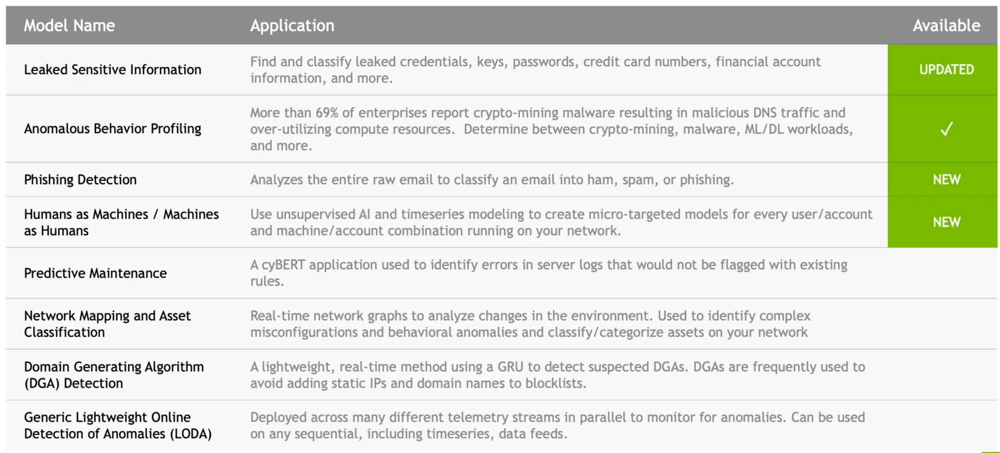 Model Name Application Available
Leaked Sensitive Information
Find and classify leaked credentials, keys, passwords, credit card numbers, financial account
information, and more.
UPDATED
Anomalous Behavior Profiling
More than 69% of enterprises report crypto-mining malware resulting in malicious DNS traffic and
over-utilizing compute resources.  Determine between crypto-mining, malware, ML/DL workloads,
and more.
✓
Phishing Detection
Analyzes the entire raw email to classify an email into ham, spam, or phishing.
NEW
Humans as Machines / Machines
as Humans
Use unsupervised AI and timeseries modeling to create micro-targeted models for every user/account
and machine/account combination running on your network.
NEW
Predictive Maintenance
A cyBERT application used to identify errors in server logs that would not be flagged with existing
rules.
Network Mapping and Asset
Classification
Real-time network graphs to analyze changes in the environment. Used to identify complex
misconfigurations and behavioral anomalies and classify/categorize assets on your network
Domain Generating Algorithm
(DGA) Detection
A lightweight, real-time method using a GRU to detect suspected DGAs. DGAs are frequently used to
avoid adding static IPs and domain names to blocklists.
Generic Lightweight Online
Detection of Anomalies (LODA)
Deployed across many different telemetry streams in parallel to monitor for anomalies. Can be used
on any sequential, including timeseries, data feeds.